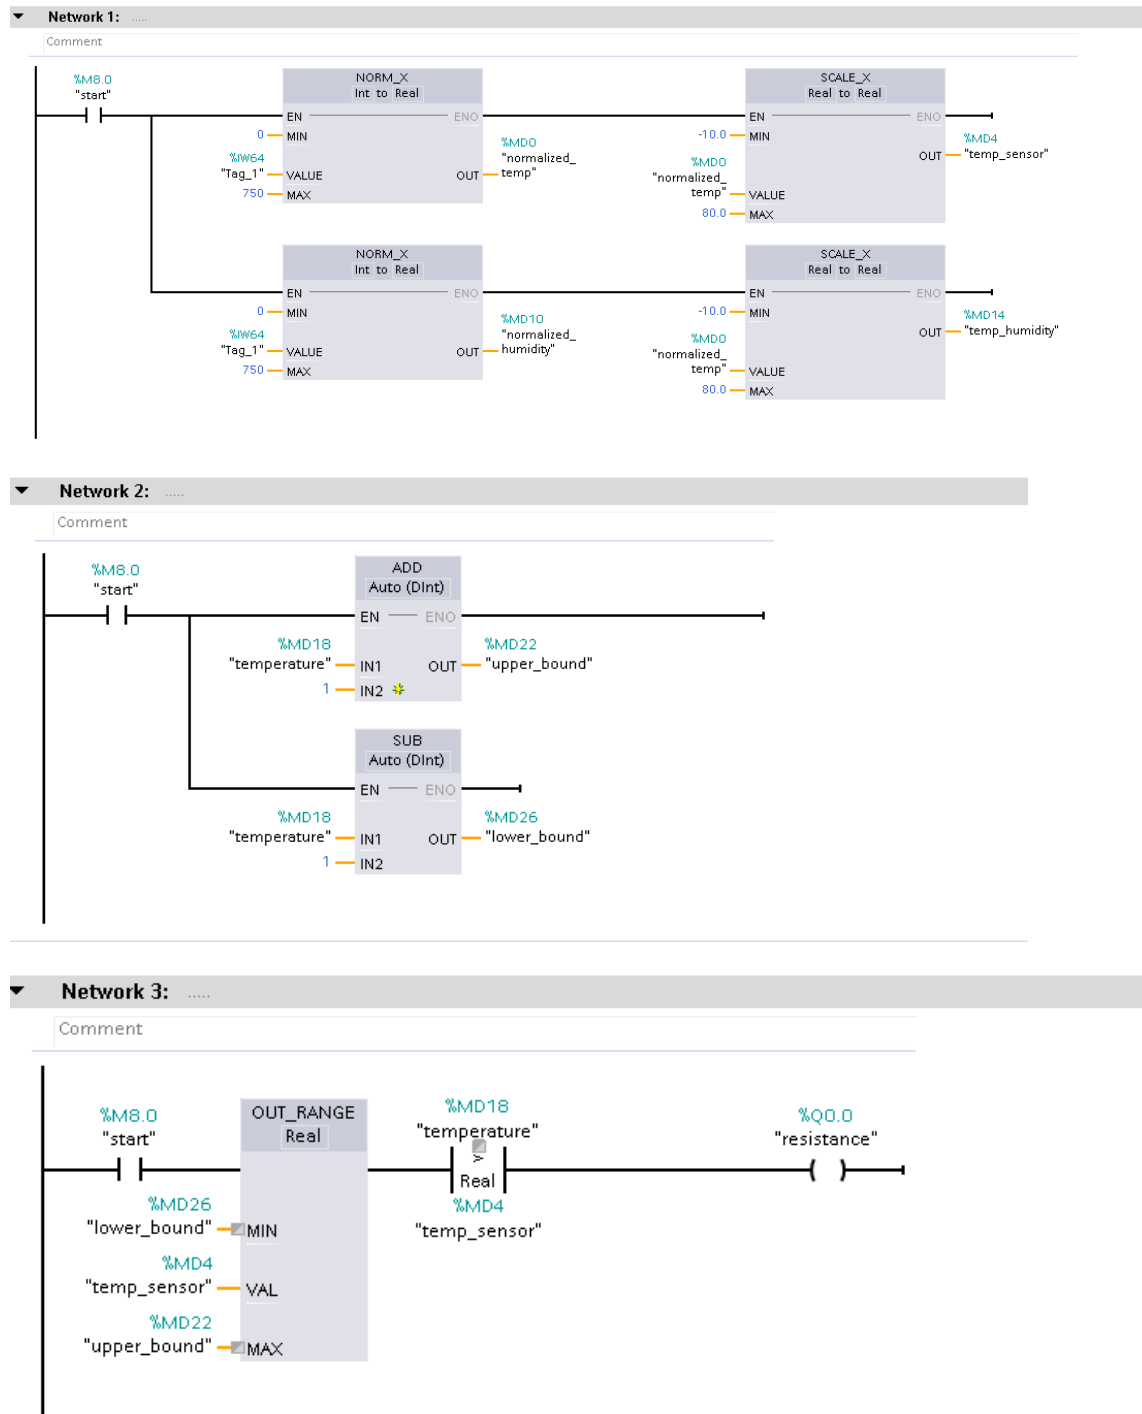 Network 1: .....
Comment
%M8.0
"start"
NORM_X
Int to Real
EN
ENO
0
MIN
%IW64
"Tag_1"
VALUE
750
MAX
OUT
%MD0
"normalized_
temp"
SCALE_X
Real to Real
EN
ENO
-10.0
MIN
%MD0
"normalized_
temp"
VALUE
80.0
MAX
OUT
%MD4
"temp_sensor"
NORM_X
Int to Real
EN
ENO
0
MIN
%IW64
"Tag_1"
VALUE
750
MAX
OUT
%MD10
"normalized_
humidity"
SCALE_X
Real to Real
EN
ENO
-10.0
MIN
%MD0
"normalized_
temp"
VALUE
80.0
MAX
OUT
%MD14
"temp_humidity"
Network 2: .....
Comment
%M8.0
"start"
ADD
Auto (DInt)
EN
ENO
%MD18
"temperature"
IN1
1
IN2
OUT
%MD22
"upper_bound"
SUB
Auto (DInt)
EN
ENO
%MD18
"temperature"
IN1
1
IN2
OUT
%MD26
"lower_bound"
Network 3: .....
Comment
%M8.0
"start"
OUT_RANGE
Real
%MD26
"lower_bound"
MIN
%MD4
"temp_sensor"
VAL
%MD22
"upper_bound"
MAX
%MD18
"temperature"
>
Real
%MD4
"temp_sensor"
%Q0.0
"resistance"